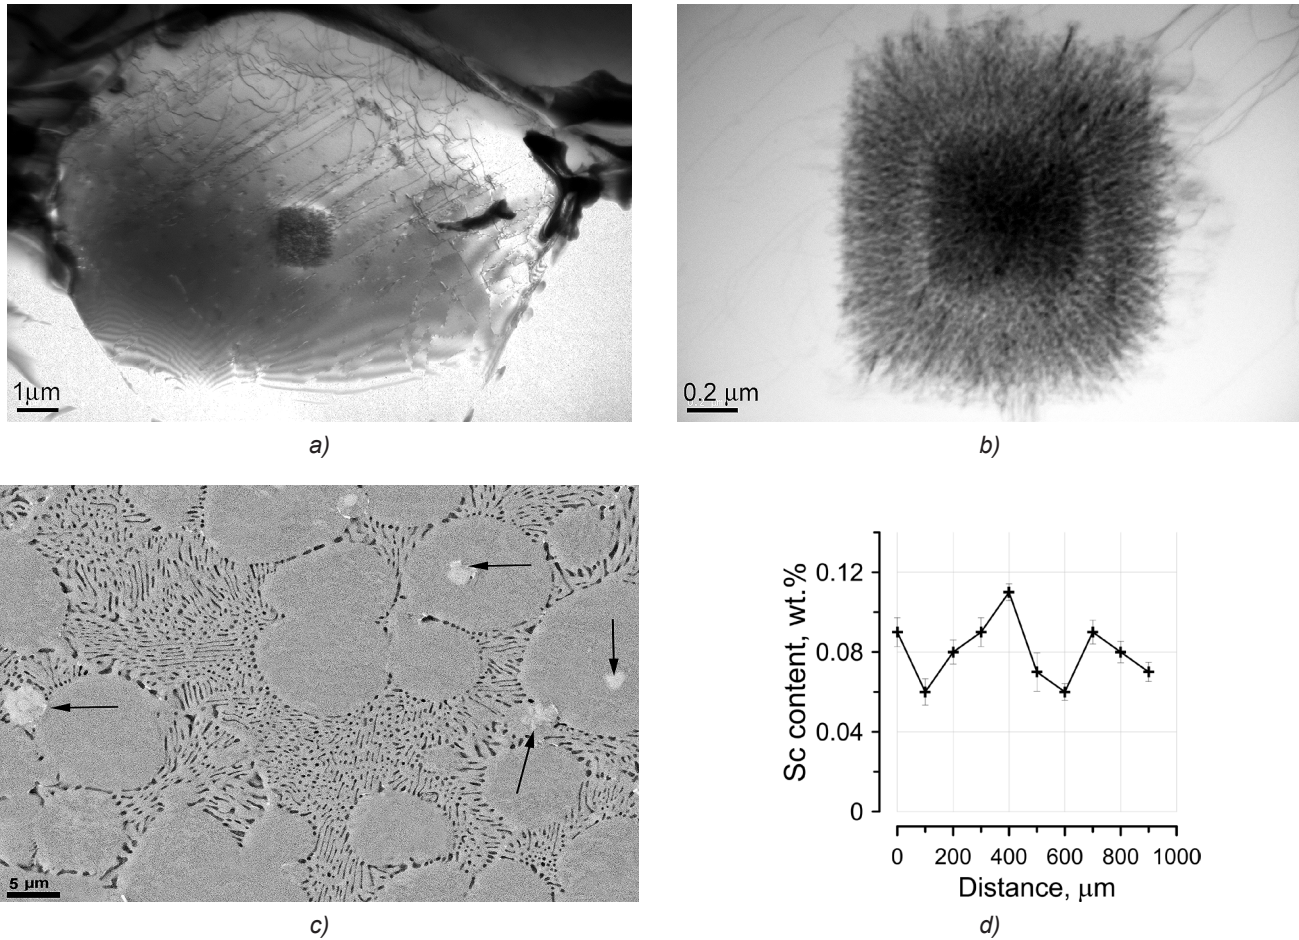 1μm
a)
0.2 μm
b)
5 μm
c)
Sc content, wt.%
0.12
0.08
0.04
0
0 200 400 600 800 1000
Distance, μm
d)